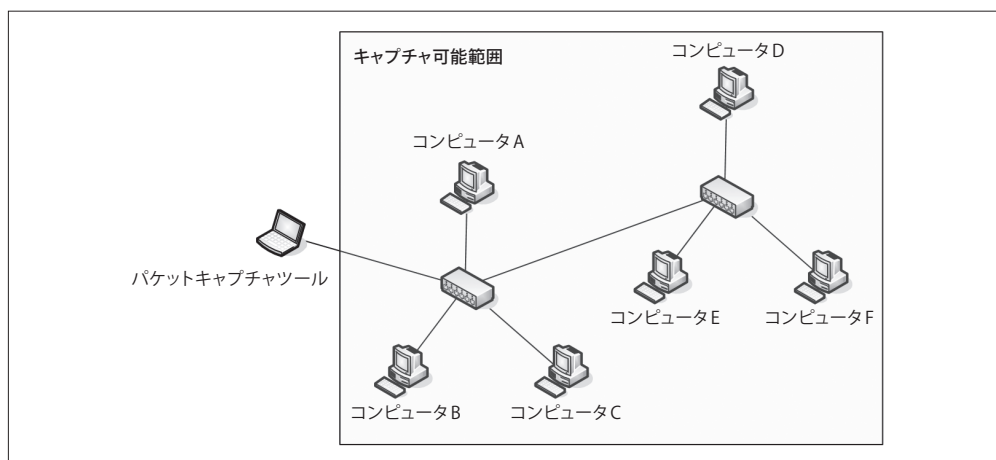 キャプチャ可能範囲
コンピュータD
コンピュータA
パケットキャプチャツール
コンピュータE
コンピュータF
コンピュータB
コンピュータC